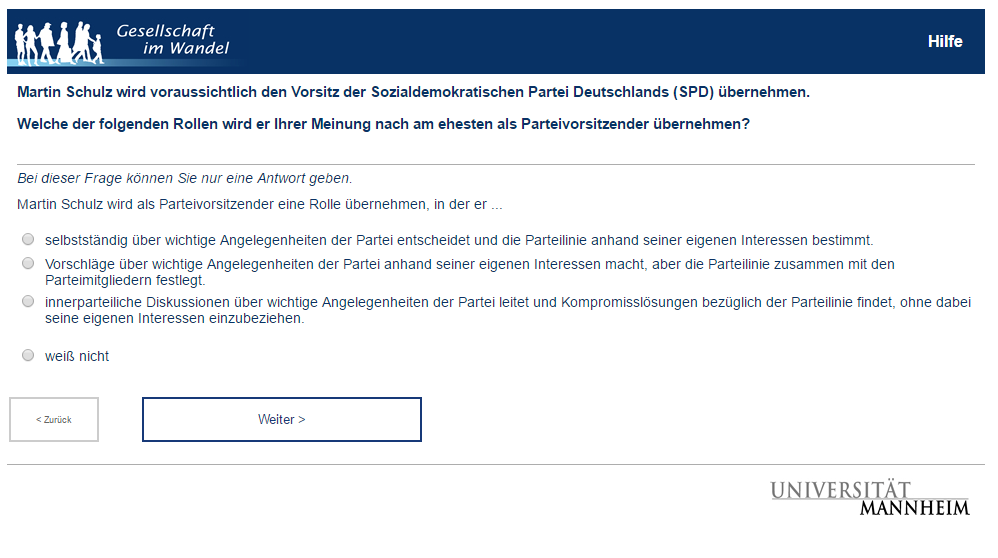 Gesellschaft
im Wandel
Hilfe
Martin Schulz wird voraussichtlich den Vorsitz der Sozialdemokratischen Partei Deutschlands (SPD) übernehmen.
Welche der folgenden Rollen wird er Ihrer Meinung nach am ehesten als Parteivorsitzender übernehmen?
Bei dieser Frage können Sie nur eine Antwort geben.
Martin Schulz wird als Parteivorsitzender eine Rolle übernehmen, in der er ...
selbstständig über wichtige Angelegenheiten der Partei entscheidet und die Parteilinie anhand seiner eigenen Interessen bestimmt.
Vorschläge über wichtige Angelegenheiten der Partei anhand seiner eigenen Interessen macht, aber die Parteilinie zusammen mit den
Parteimitgliedern festlegt.
innerparteiliche Diskussionen über wichtige Angelegenheiten der Partei leitet und Kompromisslösungen bezüglich der Parteilinie findet, ohne dabei
seine eigenen Interessen einzubeziehen.
weiß nicht
< Zurück
Weiter >
UNIVERSITÄT
MANNHEIM